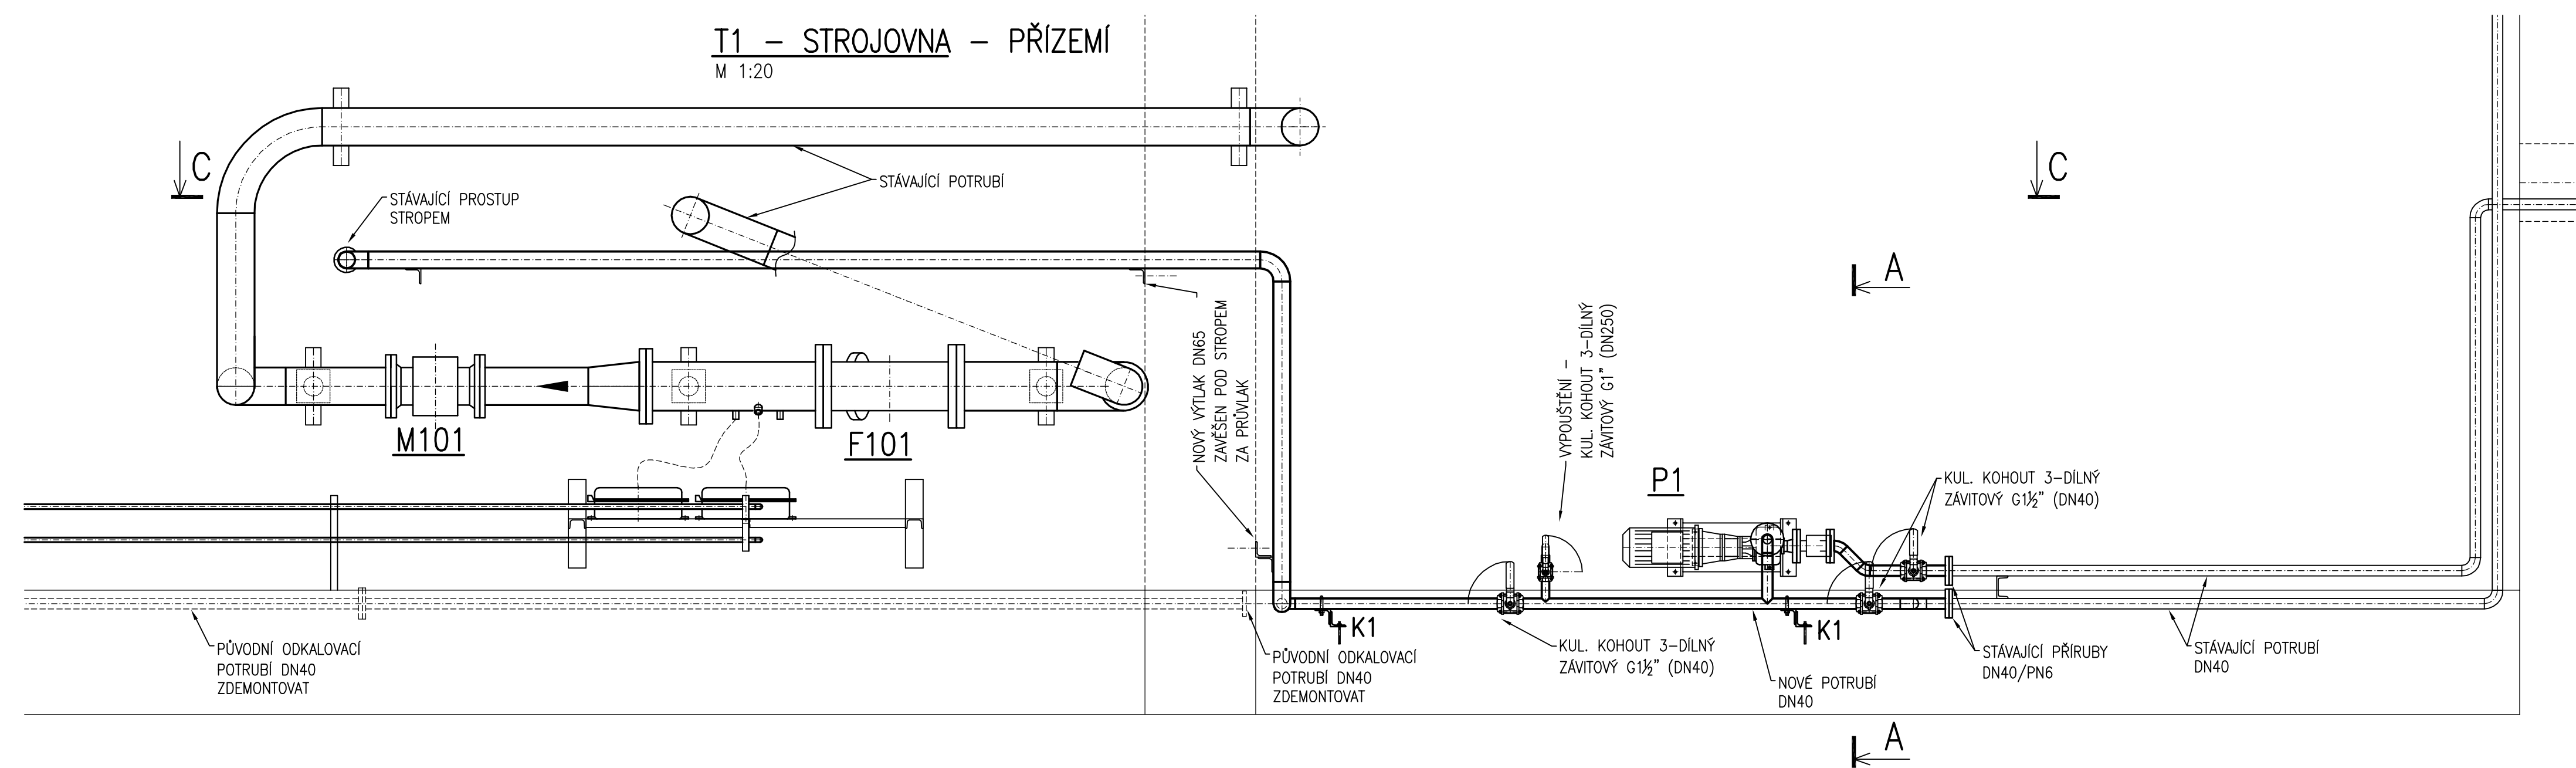 T1 – STROJOVNA – PŘÍZEMÍ
M 1:20
C
C
STÁVAJÍCÍ PROSTUP
STROPEM
STÁVAJÍCÍ POTRUBÍ
A
NOVÝ VÝTLAK DN65
ZAVĚŠEN POD STROPEM
ZA PRŮVLAK
VYPOUŠTĚNÍ –
KUL. KOHOUT 3-DÍLNÝ
ZÁVITOVÝ G1" (DN250)
M101
F101
P1
KUL. KOHOUT 3-DÍLNÝ
ZÁVITOVÝ G1½" (DN40)
K1
K1
PŮVODNÍ ODKALOVACÍ
POTRUBÍ DN40
ZDEMONTOVAT
PŮVODNÍ ODKALOVACÍ
POTRUBÍ DN40
ZDEMONTOVAT
KUL. KOHOUT 3-DÍLNÝ
ZÁVITOVÝ G1½" (DN40)
NOVÉ POTRUBÍ
DN40
STÁVAJÍCÍ PŘÍRUBY
DN40/PN6
STÁVAJÍCÍ POTRUBÍ
DN40
A